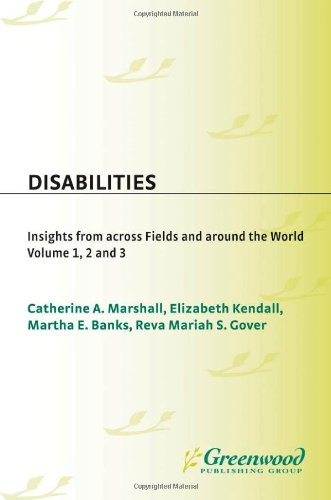 DISABILITIES
Insights from across Fields and around the World
Volume 1, 2 and 3
Catherine A. Marshall, Elizabeth Kendall,
Martha E. Banks, Reva Mariah S. Gover
Greenwood
PUBLISHING GROUP